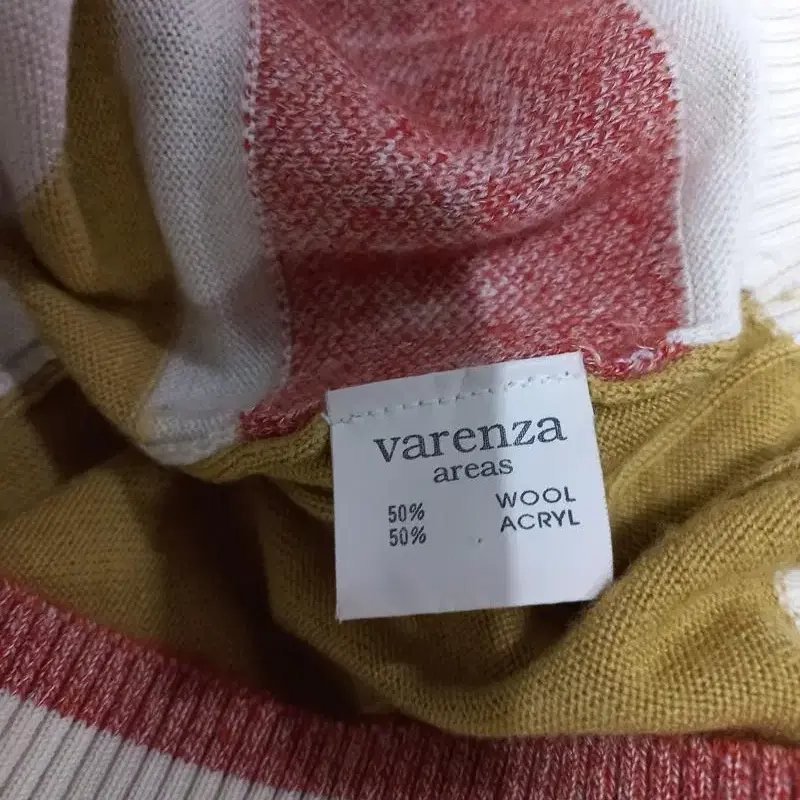 varenza
areas
50% WOOL
50% ACRYL